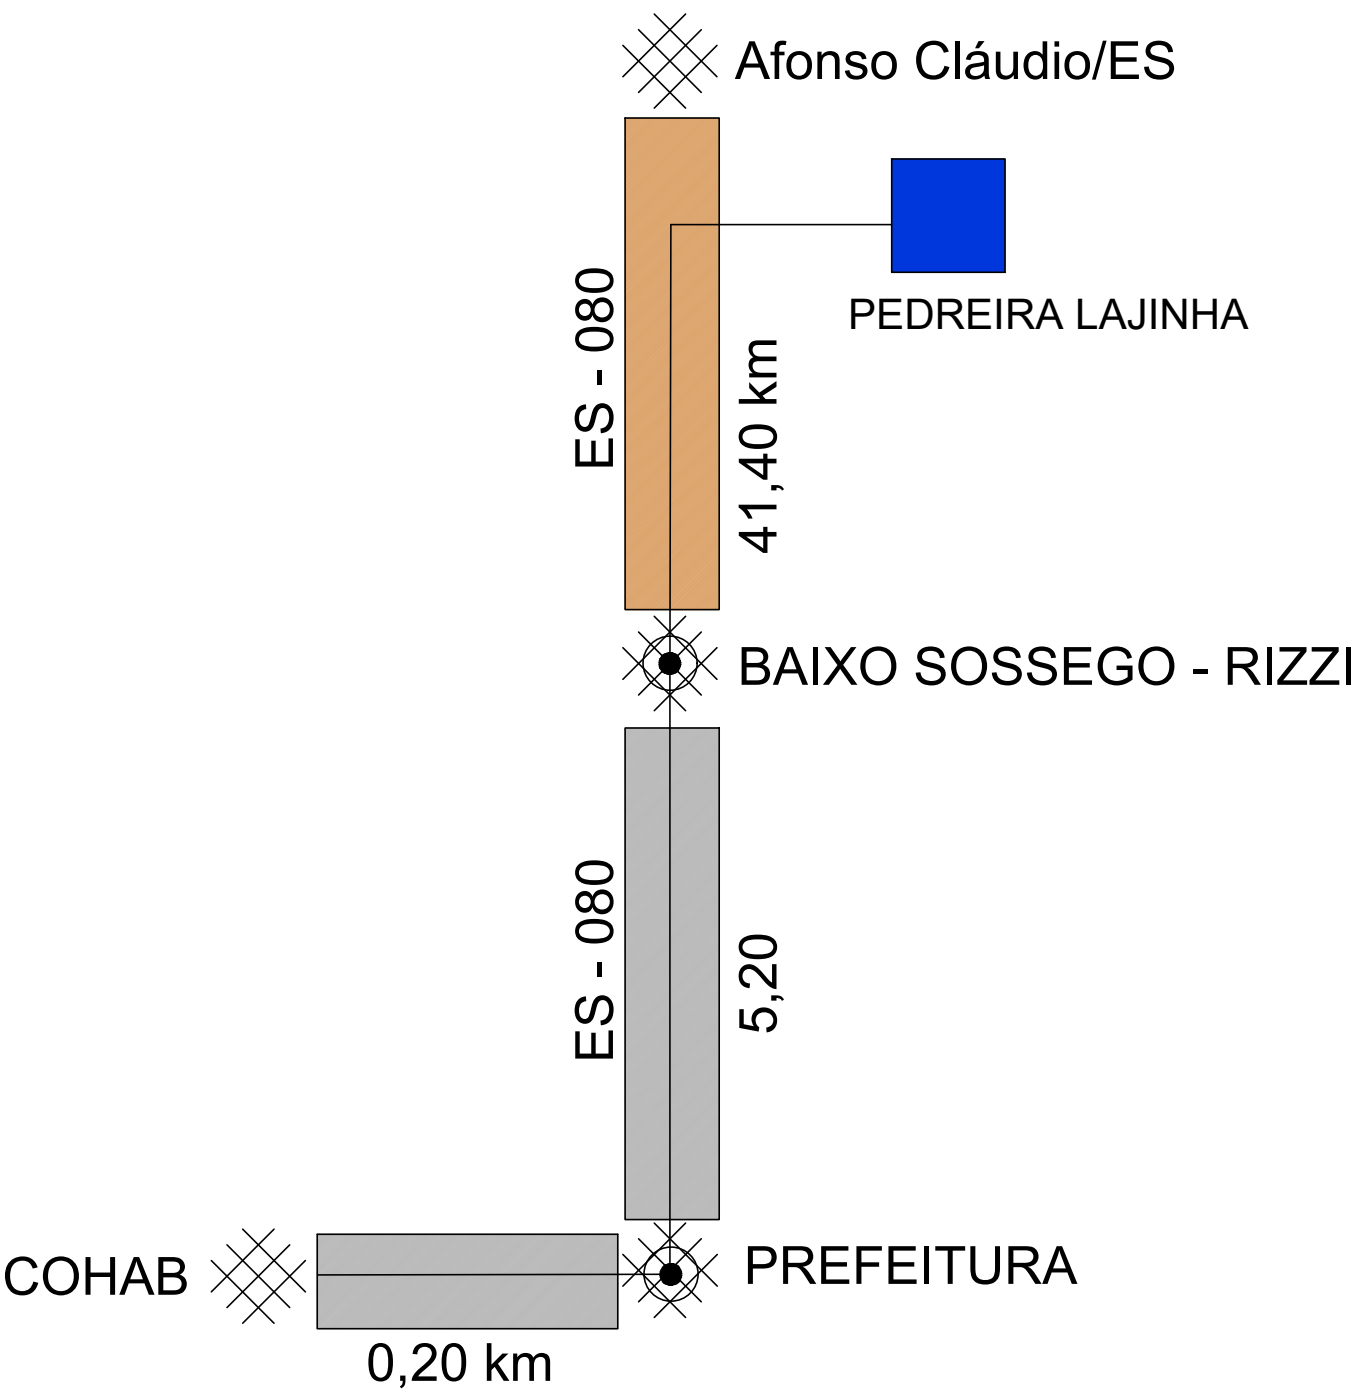 Afonso Cláudio/ES
PEDREIRA LAJINHA
ES - 080
41,40 km
BAIXO SOSSEGO - RIZZI
ES - 080
5,20
COHAB
PREFEITURA
0,20 km